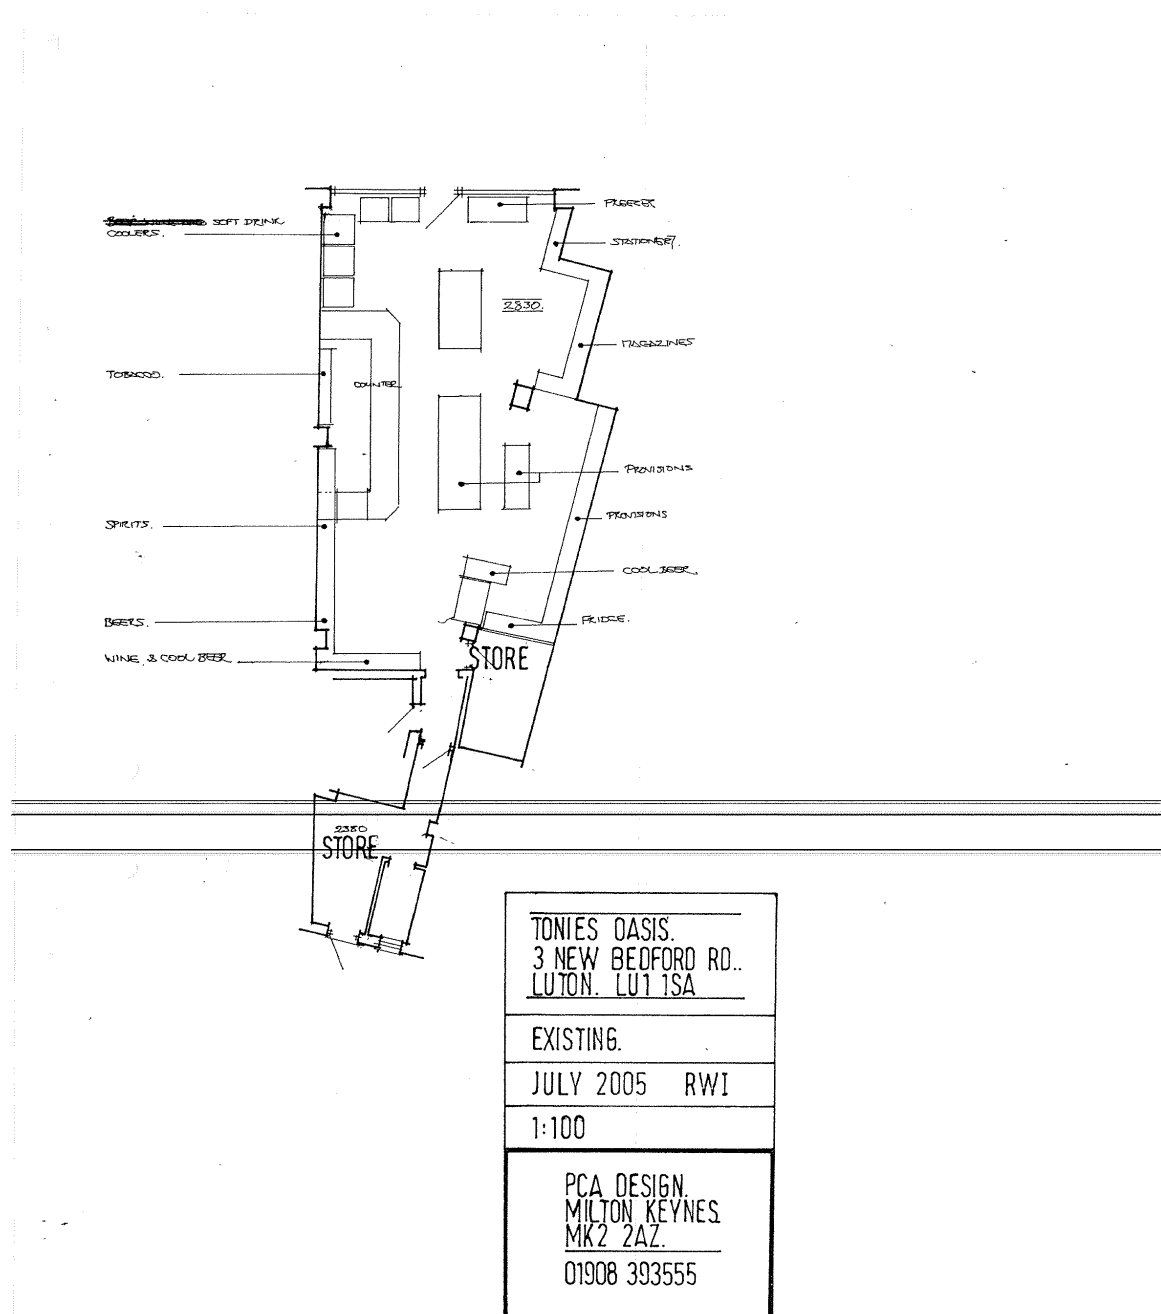 FREEZER
SOFT DRINK
COOLERS.
STATIONERY.
2830.
MAGAZINES
TOBACCO.
COUNTER
PROVISIONS
PROVISIONS
SPIRITS.
COOL BEER.
BEERS.
FRIDGE.
WINE & COOL BEER
STORE
2380
STORE
TONIES OASIS.
3 NEW BEDFORD RD..
LUTON. LU1 1SA
EXISTING.
JULY 2005 RWI
1:100
PCA DESIGN.
MILTON KEYNES
MK2 2AZ.
01908 393555